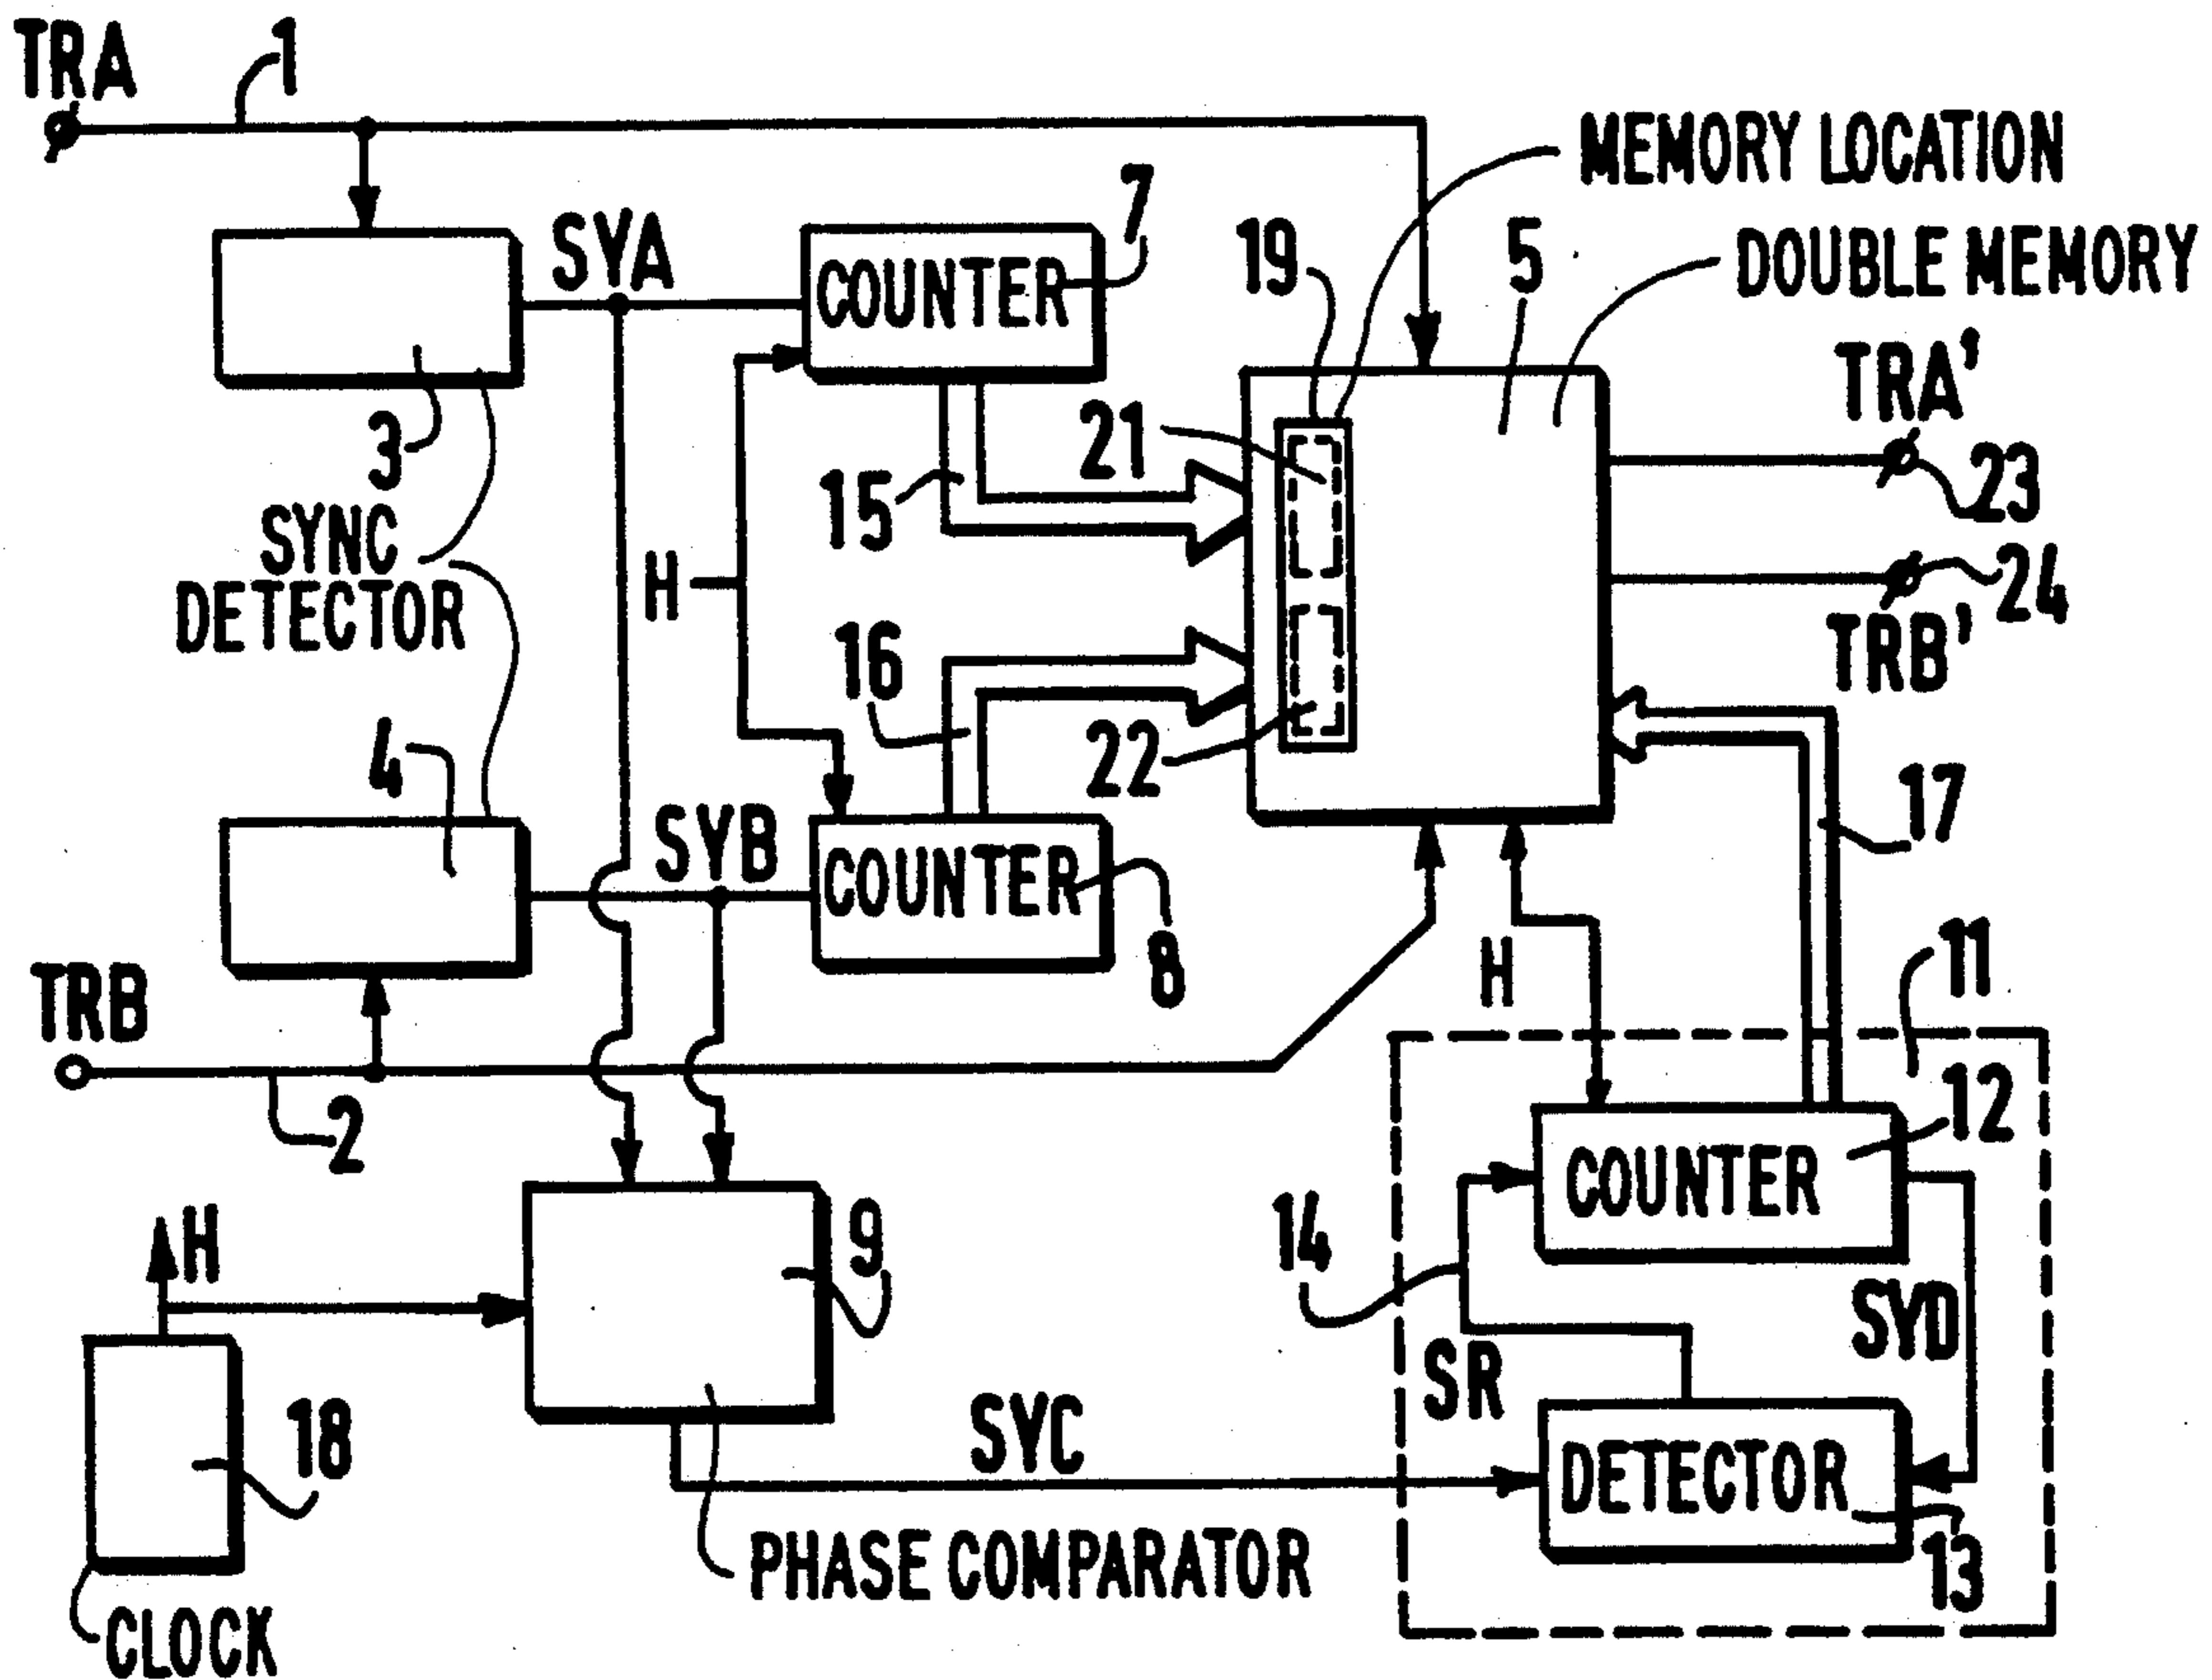 TRA
1
MEMORY LOCATION
7
SYA
COUNTER
19
5
DOUBLE MEMORY
TRA'
3
21
15
23
SYNC
DETECTOR
H
24
16
TRB'
4
22
17
SYB
COUNTER
8
H
11
TRB
2
12
COUNTER
14
H
9
SYD
SR
18
SYC
DETECTOR
PHASE COMPARATOR
13
CLOCK